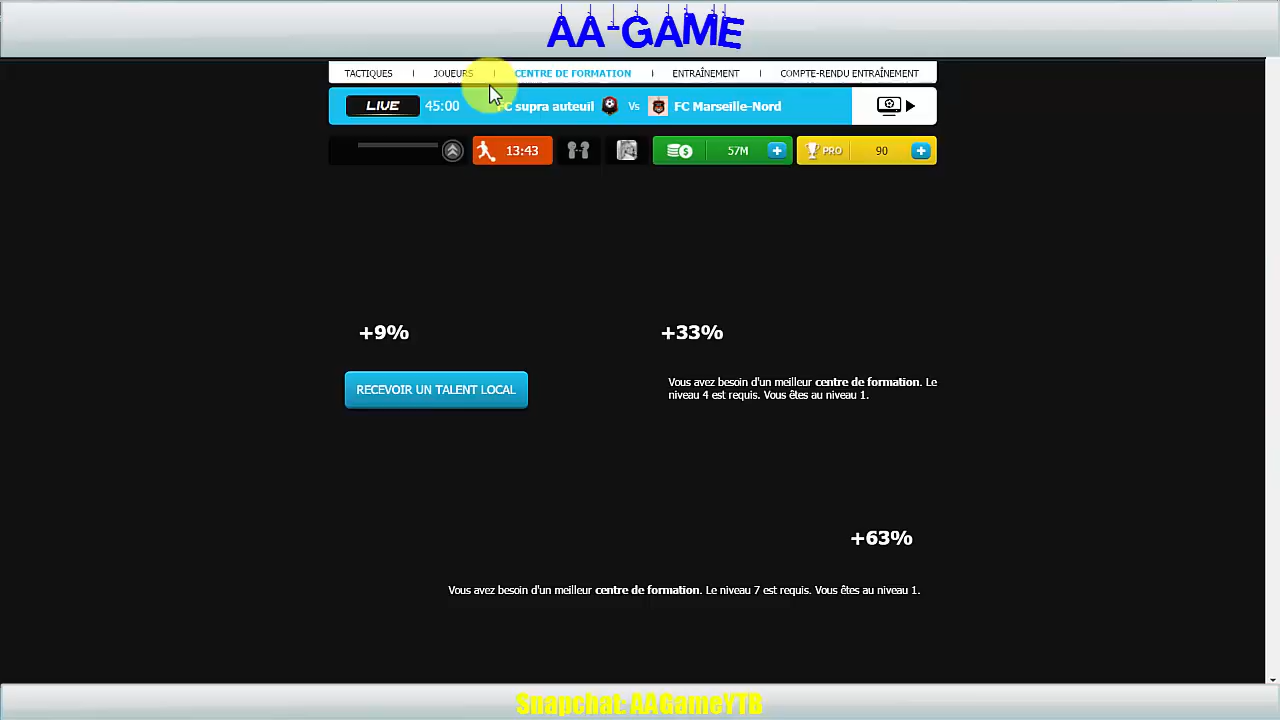 AA-GAME
TACTIQUES | JOUEURS | CENTRE DE FORMATION | ENTRAÎNEMENT | COMPTE-RENDU ENTRAÎNEMENT
LIVE 45:00 FC supra auteuil Vs FC Marseille-Nord
13:43 57M PRO 90
+9% +33%
RECEVOIR UN TALENT LOCAL
Vous avez besoin d'un meilleur centre de formation. Le
niveau 4 est requis. Vous êtes au niveau 1.
+63%
Vous avez besoin d'un meilleur centre de formation. Le niveau 7 est requis. Vous êtes au niveau 1.
Snapchat: AAGameYTB